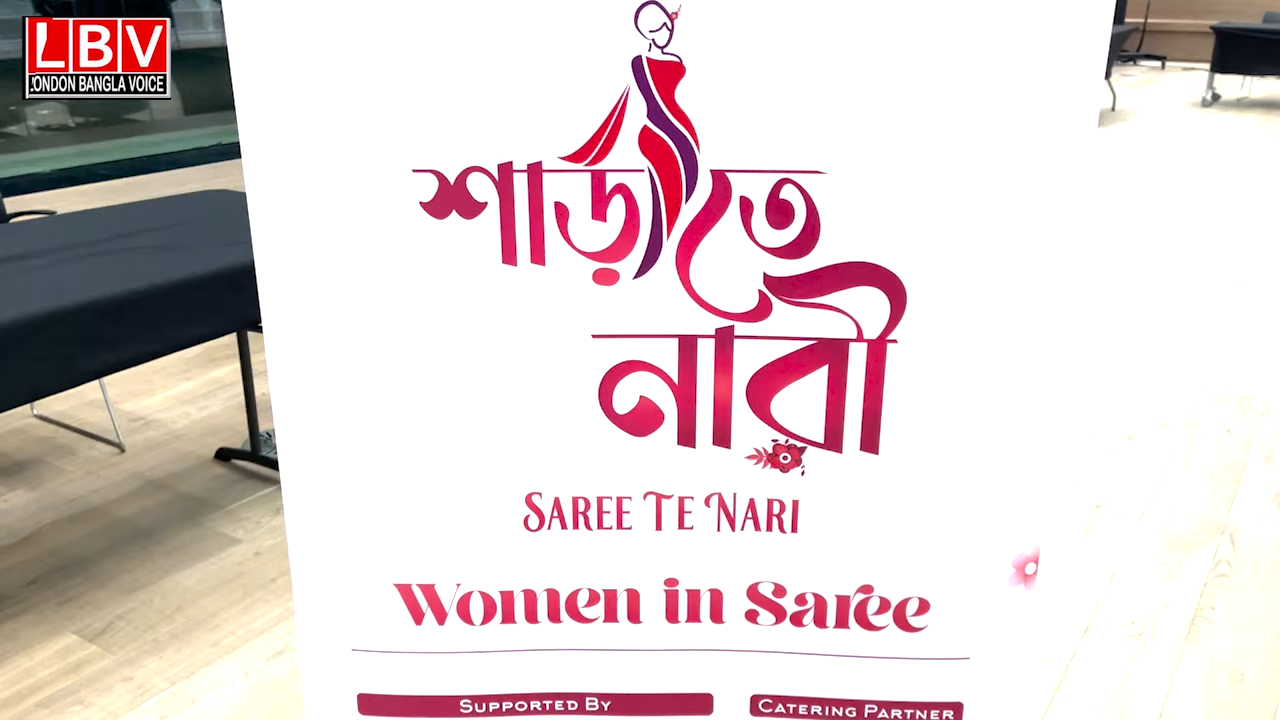 LBV
LONDON BANGLA VOICE
শাড়ীতে
নারী
SAREE TE NARI
Women in Saree
SUPPORTED BY
CATERING PARTNER